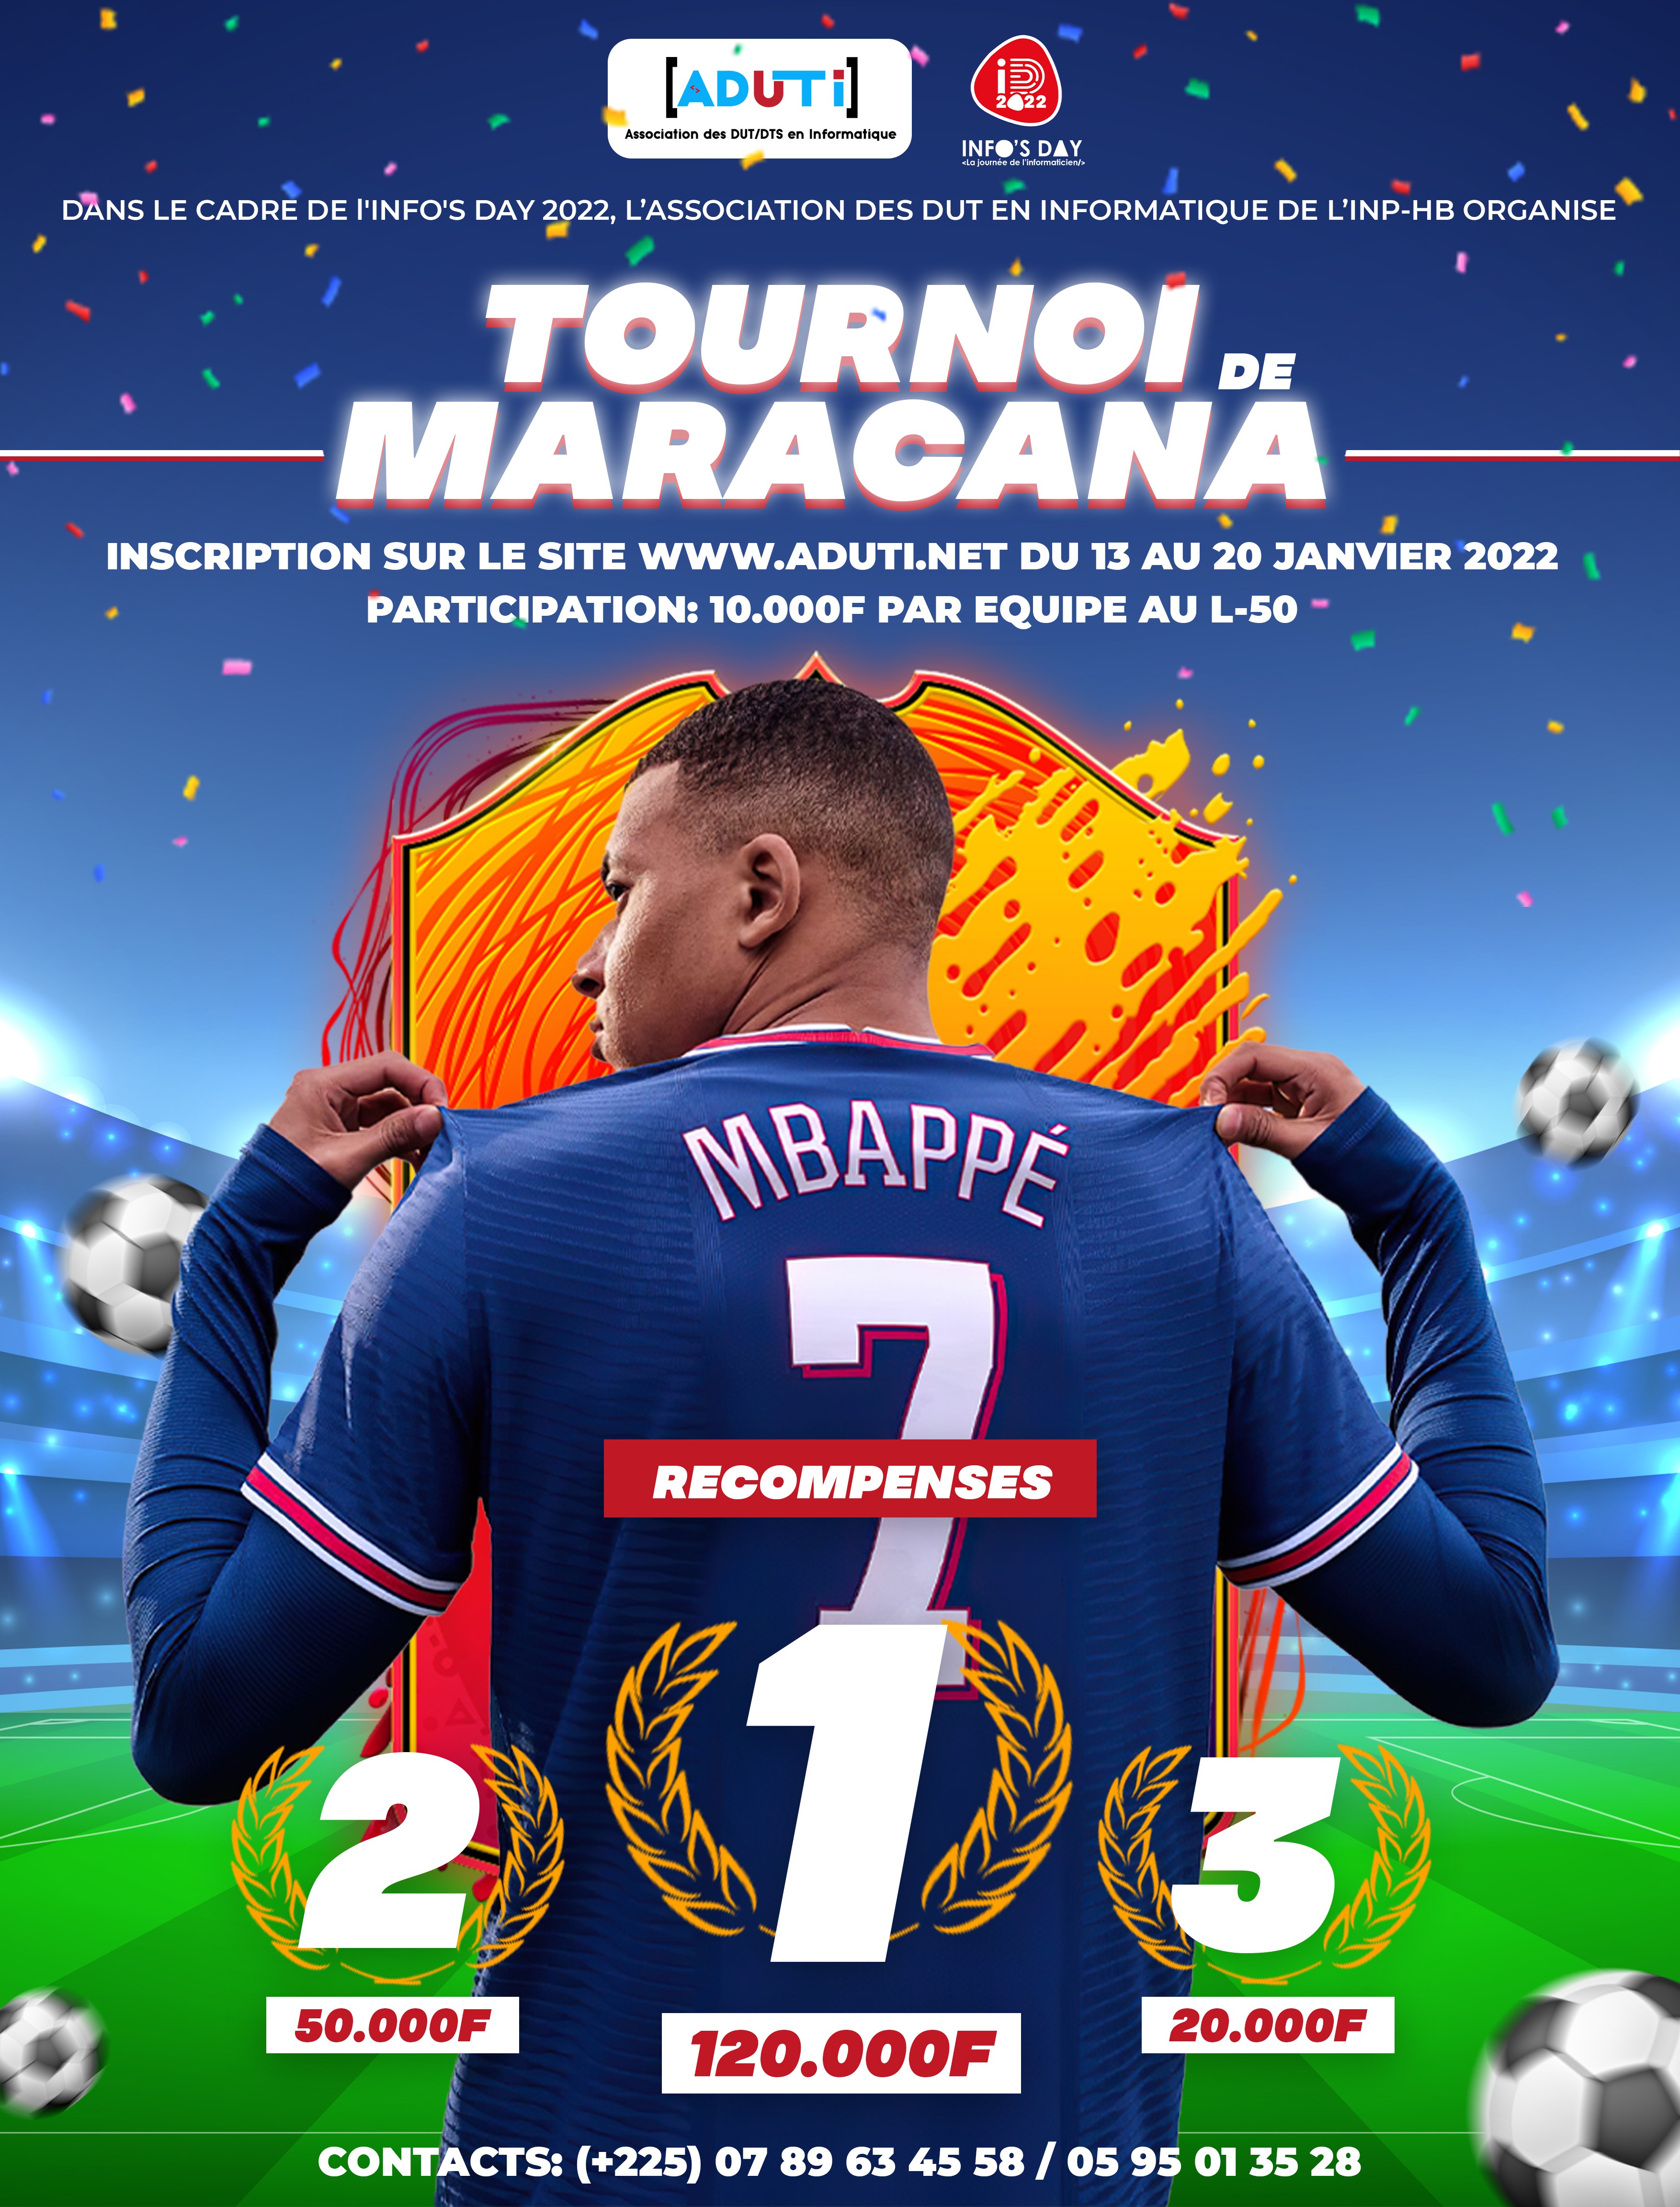 [ADUTi]
Association des DUT/DTS en Informatique
iD
2022
INFO'S DAY
<La journée de l'informaticien/>
DANS LE CADRE DE l'INFO'S DAY 2022, L’ASSOCIATION DES DUT EN INFORMATIQUE DE L’INP-HB ORGANISE
TOURNOI DE
MARACANA
INSCRIPTION SUR LE SITE WWW.ADUTI.NET DU 13 AU 20 JANVIER 2022
PARTICIPATION: 10.000F PAR EQUIPE AU L-50
MBAPPÉ
7
RECOMPENSES
2
1
3
50.000F
120.000F
20.000F
CONTACTS: (+225) 07 89 63 45 58 / 05 95 01 35 28